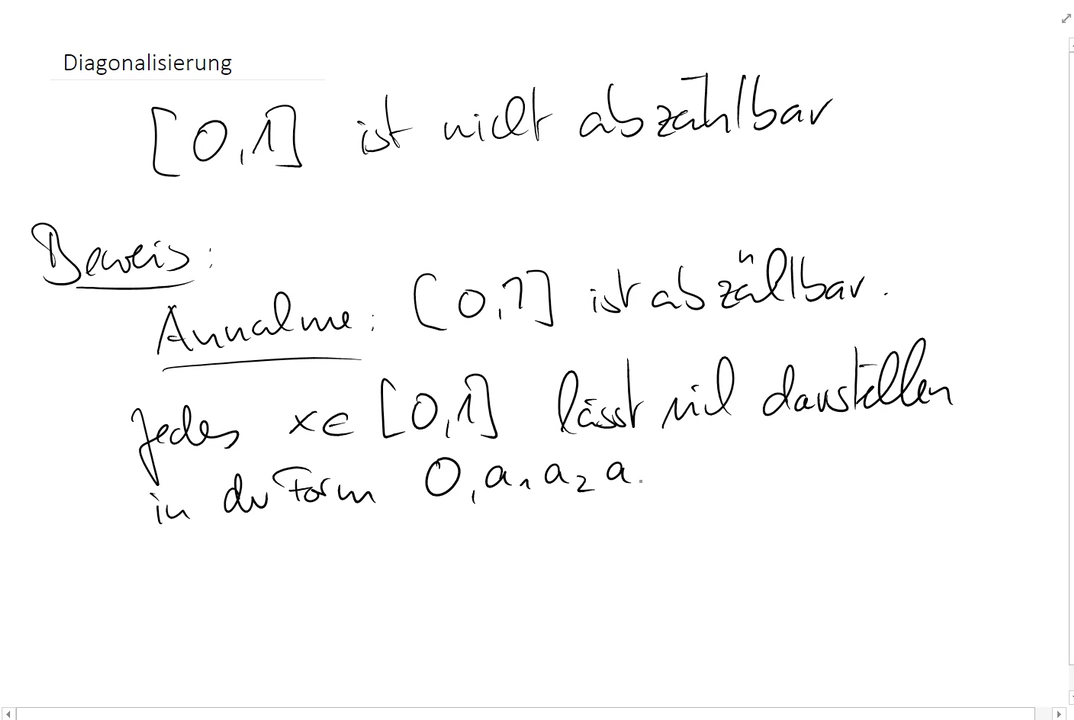 Diagonalisierung
[0,1] ist nicht abzählbar
Beweis:
Annahme: [0,1] ist abzählbar.
Jedes x∈[0,1] lässt sich darstellen
in der Form 0,a₁a₂a.